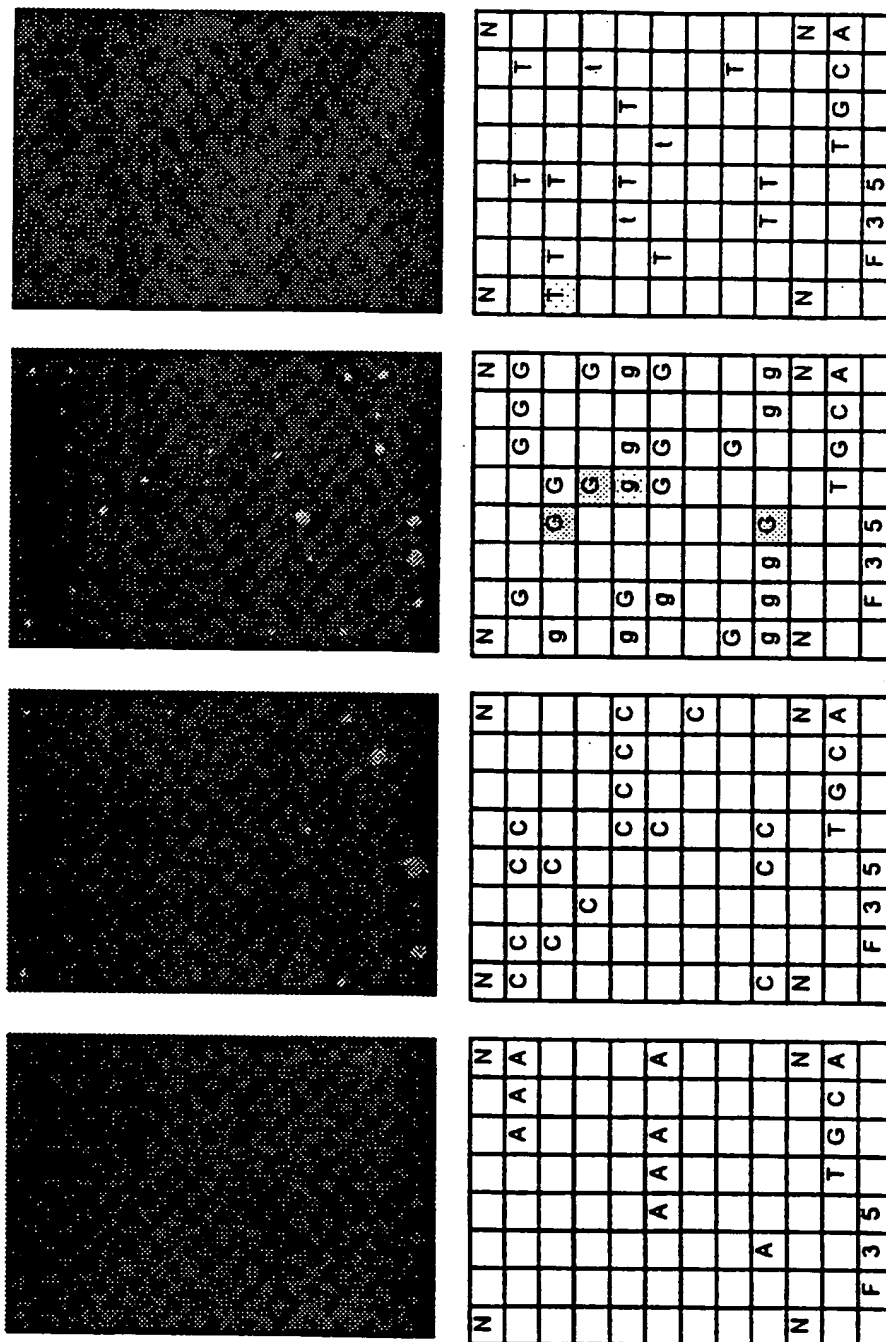 N N
A A A
A A A A
A
N N
T G C A
F 3 5
N N
C C C C
C C
C
C C C C
C
C
C C C
N N
T G C A
F 3 5
N N
G G G G
g G G
G G
g G g g g
g G G G
G G
g g g G g g
N N
T G C A
F 3 5
N N
T T
T T T
t
t T T
T t
T
T T
N N
T G C A
F 3 5